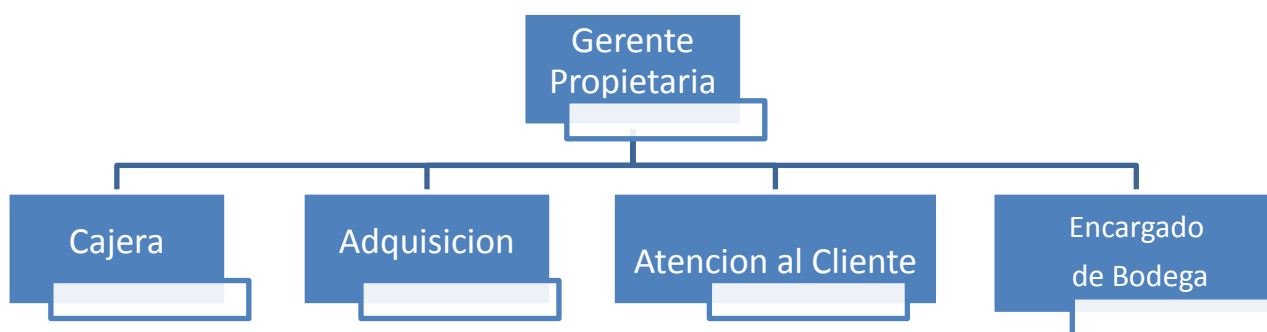 Gerente
Propietaria
Cajera
Adquisicion
Atencion al Cliente
Encargado
de Bodega